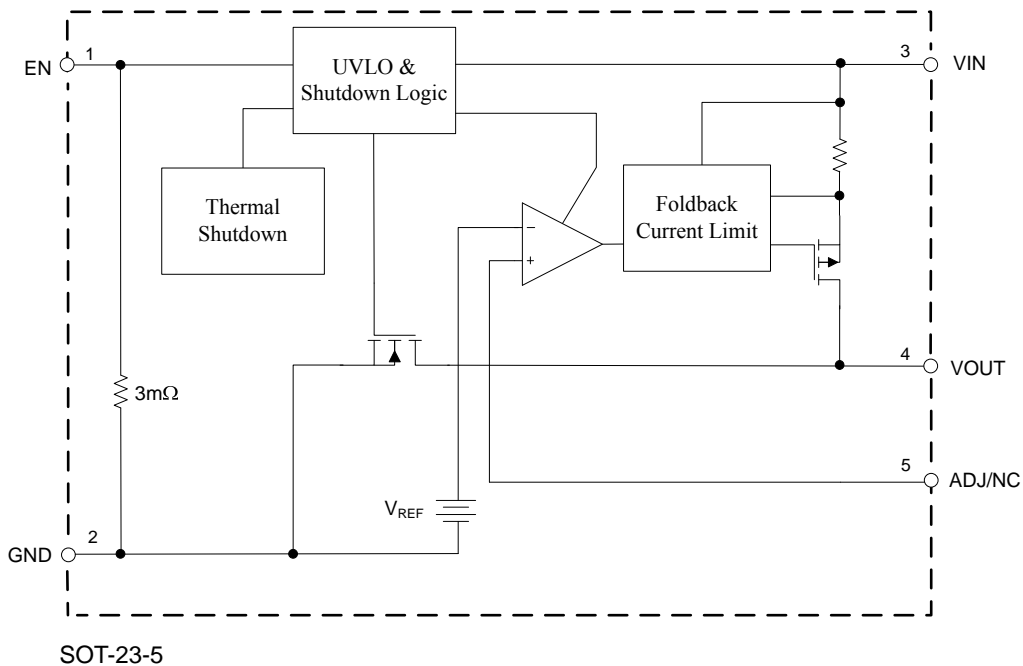 EN
1
UVLO &
Shutdown Logic
3
VIN
Thermal
Shutdown
Foldback
Current Limit
−
+
4
VOUT
3mΩ
5
ADJ/NC
VREF
2
GND
SOT-23-5